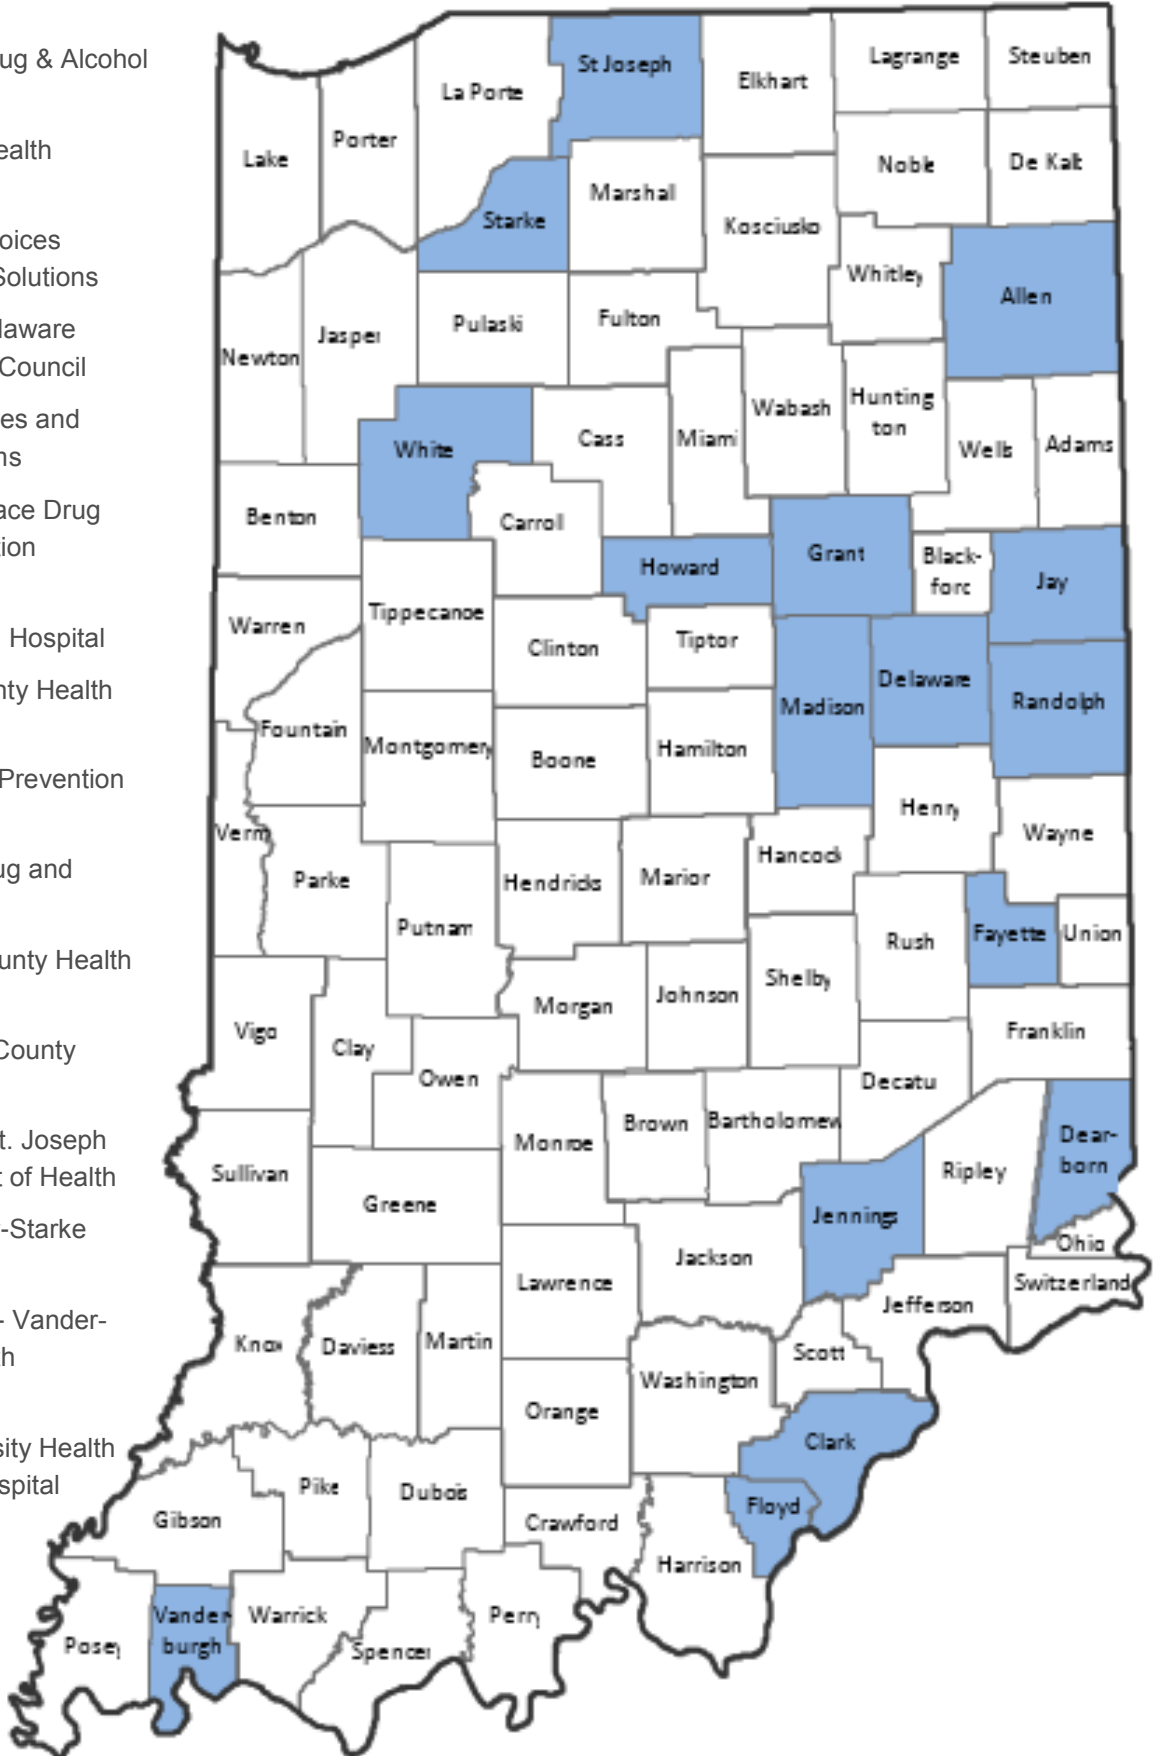 ug & Alcohol
ealth
oices
Solutions
laware
Council
es and
ns
ace Drug
tion
Hospital
nty Health
Prevention
ug and
unty Health
County
t. Joseph
t of Health
-Starke
- Vander-
th
sity Health
spital
St Joseph
Elkhart
Lagrange
Steuben
La Porte
Lake
Porter
Noble
De Kalb
Starke
Marshall
Kosciusko
Whitley
Allen
Newton
Jasper
Pulaski
Fulton
White
Cass
Miami
Wabash
Hunting
ton
Wells
Adams
Benton
Carroll
Howard
Grant
Black-
ford
Jay
Warren
Tippecanoe
Clinton
Tipton
Madison
Delaware
Randolph
Fountain
Montgomery
Boone
Hamilton
Henry
Wayne
Verm
Parke
Putnam
Hendricks
Marion
Hancock
Rush
Fayette
Union
Vigo
Clay
Owen
Morgan
Johnson
Shelby
Franklin
Decatu
Sullivan
Greene
Monroe
Brown
Bartholomew
Jennings
Ripley
Dear-
born
Ohio
Switzerland
Jefferson
Jackson
Lawrence
Knox
Daviess
Martin
Orange
Washington
Scott
Clark
Floyd
Harrison
Crawford
Gibson
Pike
Dubois
Posey
Vander
burgh
Warrick
Spencer
Perry